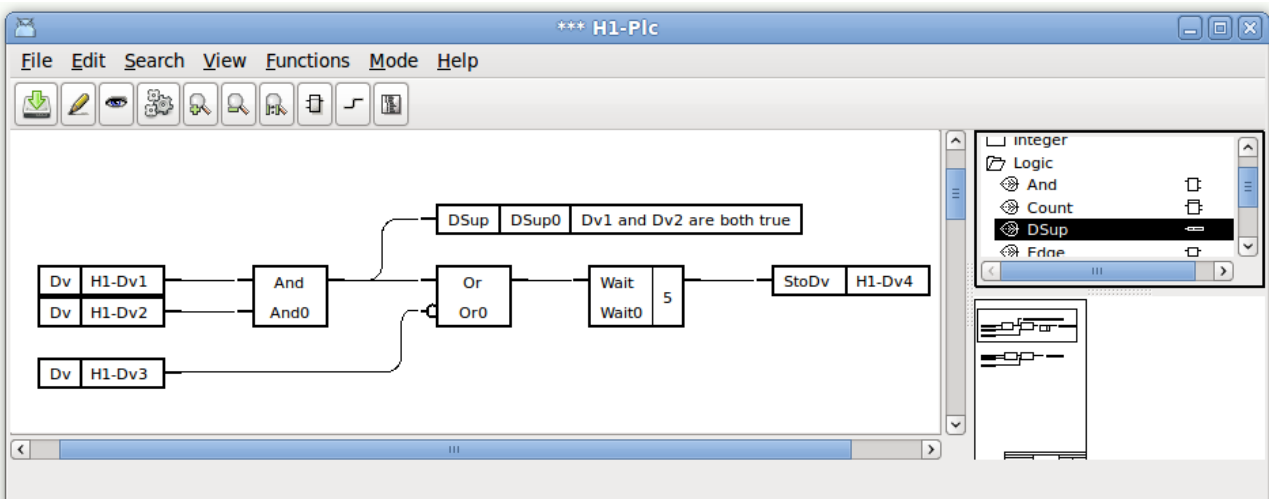 *** H1-Plc
File Edit Search View Functions Mode Help
Integer
Logic
And
Count
DSup
Edge
DSup DSup0 Dv1 and Dv2 are both true
Dv H1-Dv1
Dv H1-Dv2
And
And0
Or
Or0
Wait
Wait0
5
StoDv H1-Dv4
Dv H1-Dv3